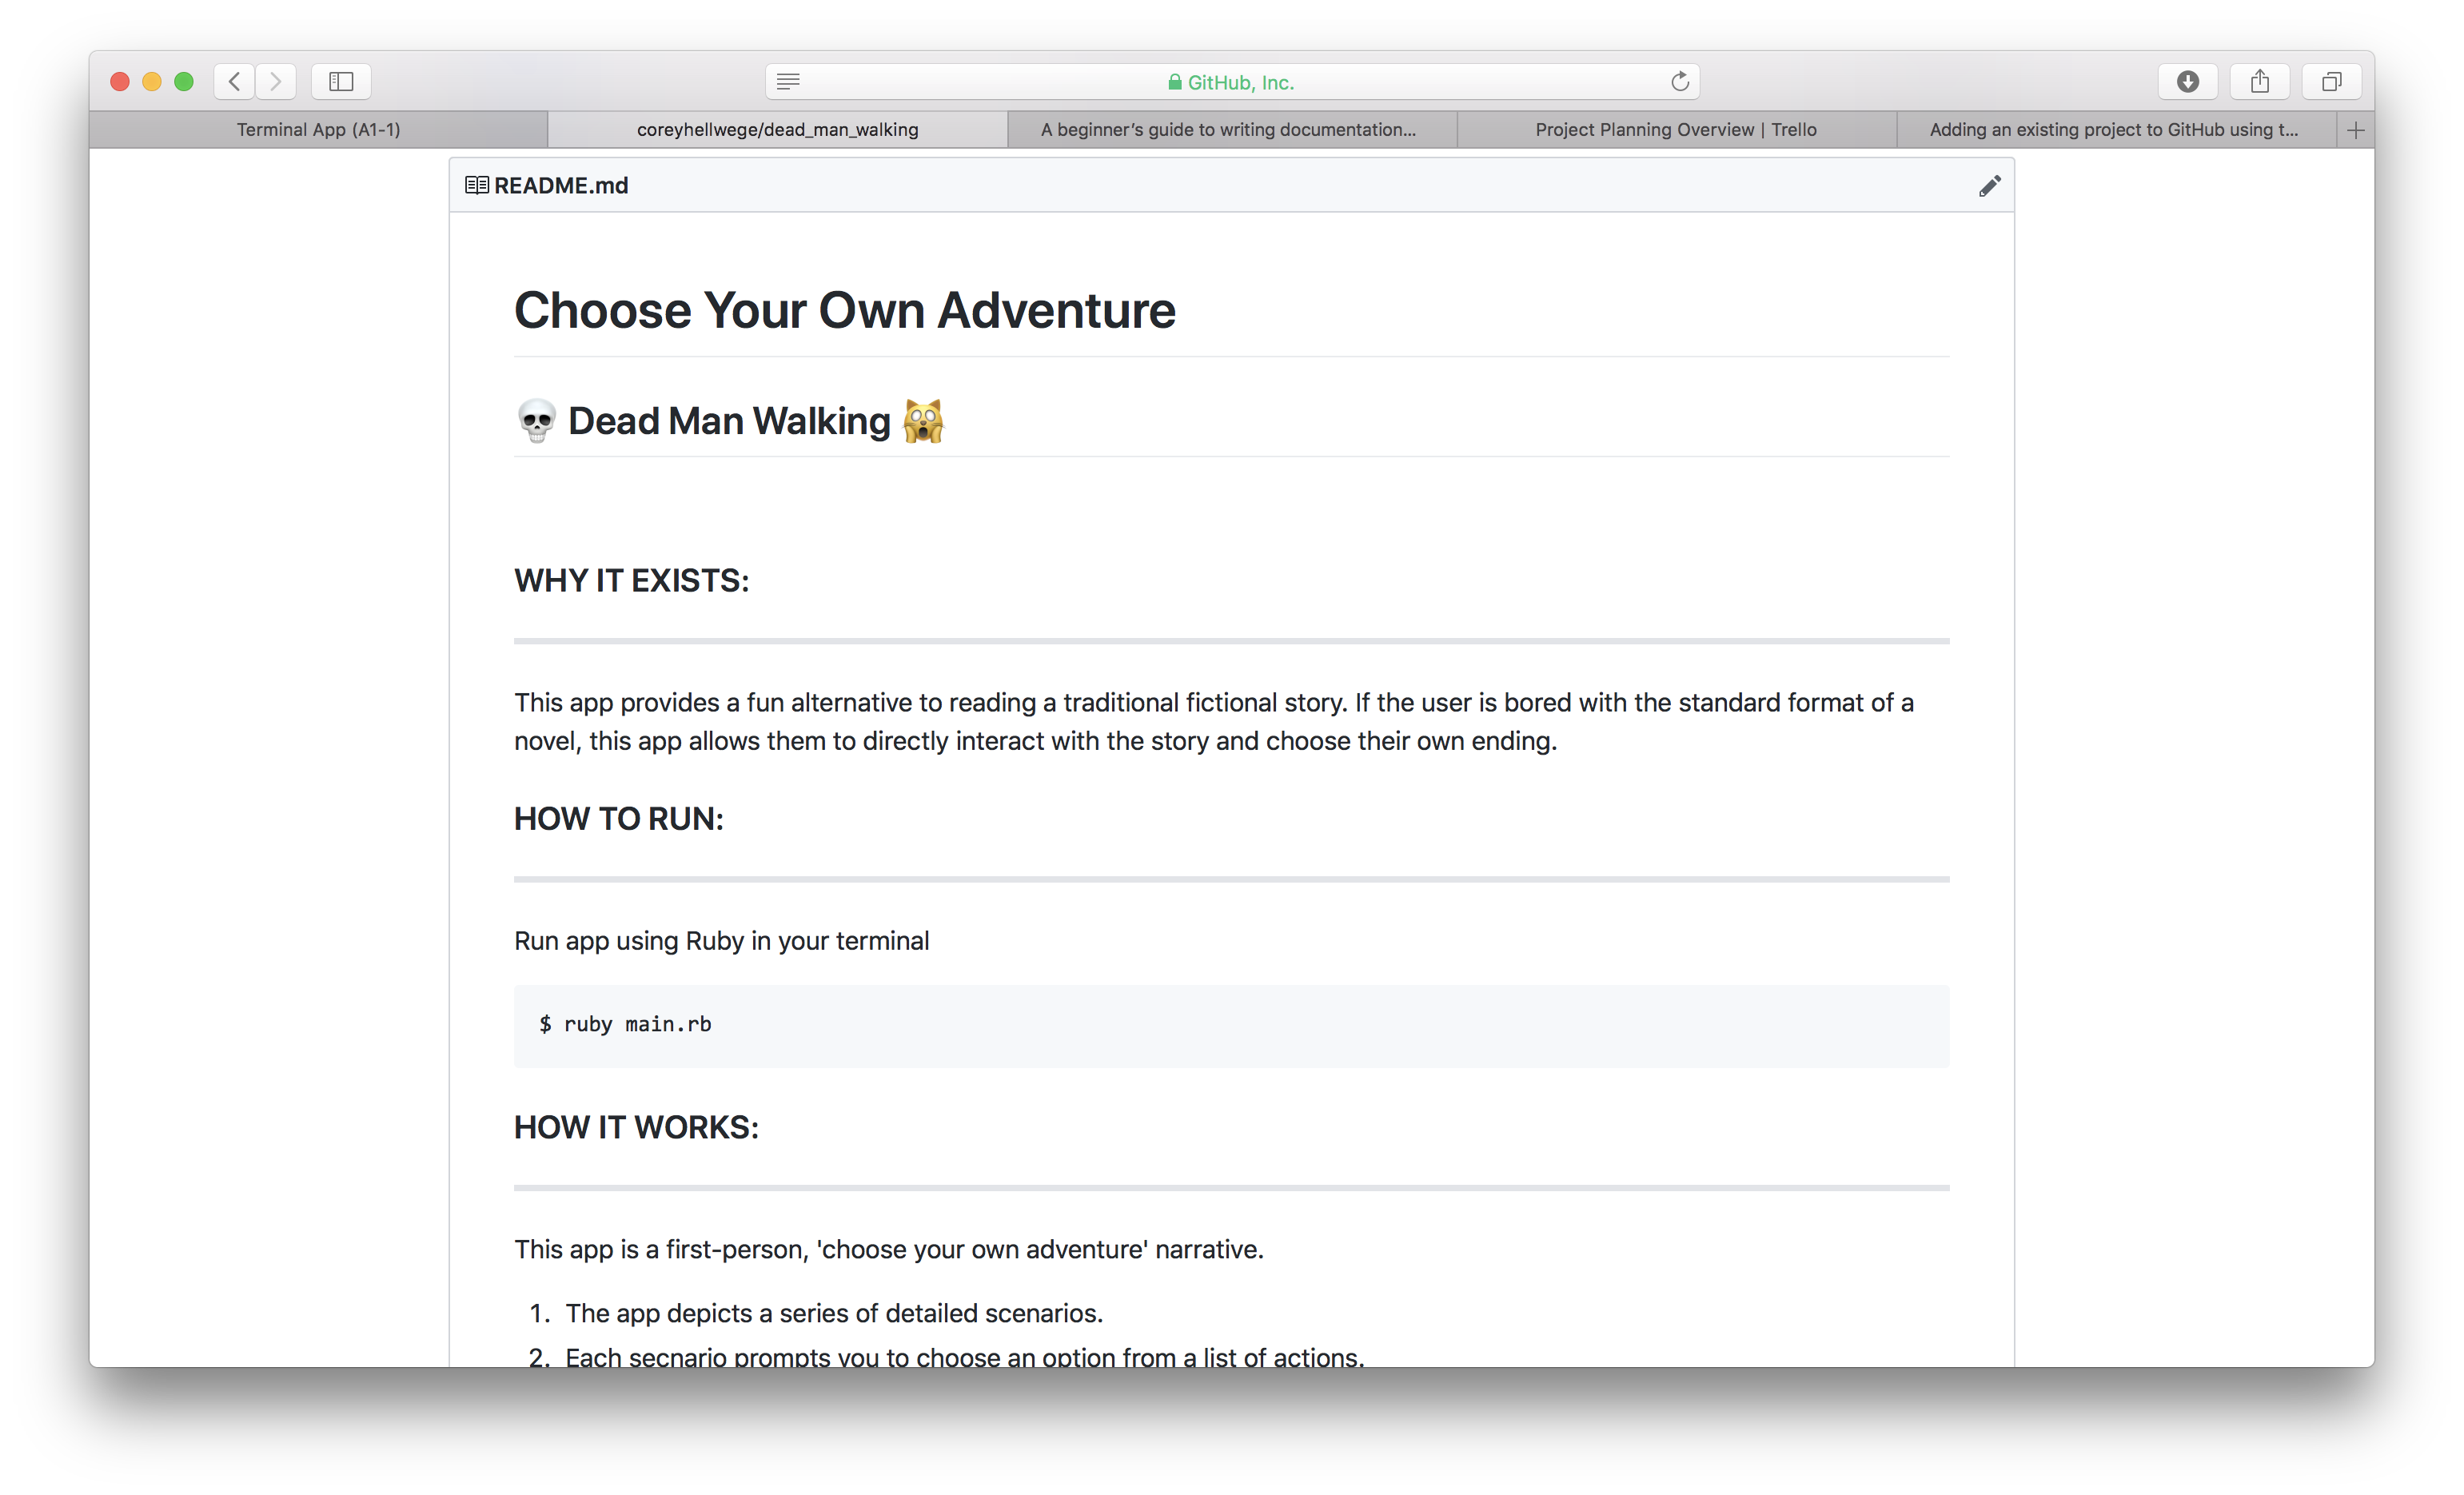 GitHub, Inc.
Terminal App (A1-1)
coreyhellwege/dead_man_walking
A beginner’s guide to writing documentation...
Project Planning Overview | Trello
Adding an existing project to GitHub using t...
README.md
Choose Your Own Adventure
💀 Dead Man Walking 🙀
WHY IT EXISTS:
This app provides a fun alternative to reading a traditional fictional story. If the user is bored with the standard format of a
novel, this app allows them to directly interact with the story and choose their own ending.
HOW TO RUN:
Run app using Ruby in your terminal
$ ruby main.rb
HOW IT WORKS:
This app is a first-person, 'choose your own adventure' narrative.
1. The app depicts a series of detailed scenarios.
2. Each secnario prompts you to choose an option from a list of actions.